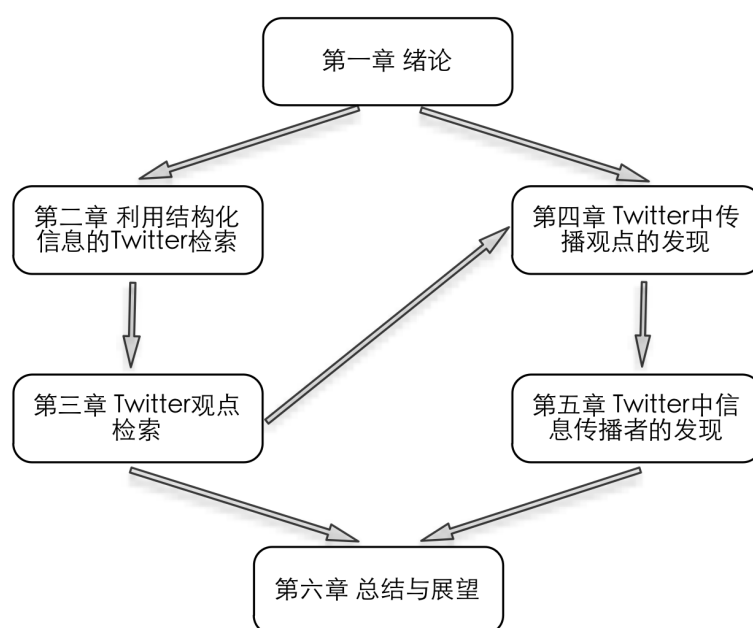 第一章 绪论
第二章 利用结构化
信息的Twitter检索
第四章 Twitter中传
播观点的发现
第三章 Twitter观点
检索
第五章 Twitter中信
息传播者的发现
第六章 总结与展望